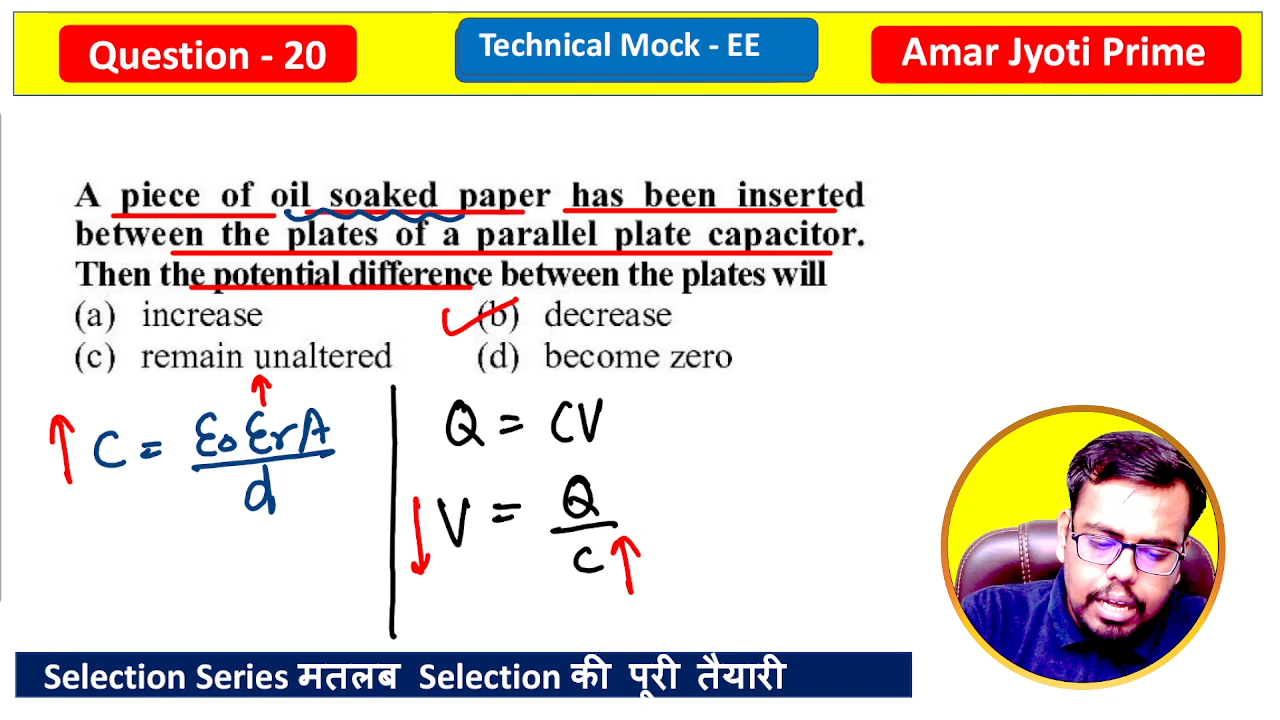 Question - 20
Technical Mock - EE
Amar Jyoti Prime
A piece of oil soaked paper has been inserted
between the plates of a parallel plate capacitor.
Then the potential difference between the plates will
(a) increase (b) decrease
(c) remain unaltered (d) become zero
↑ C = ε₀ εr↑ A / d
Q = CV
↓ V = Q / C ↑
Selection Series मतलब Selection की पूरी तैयारी